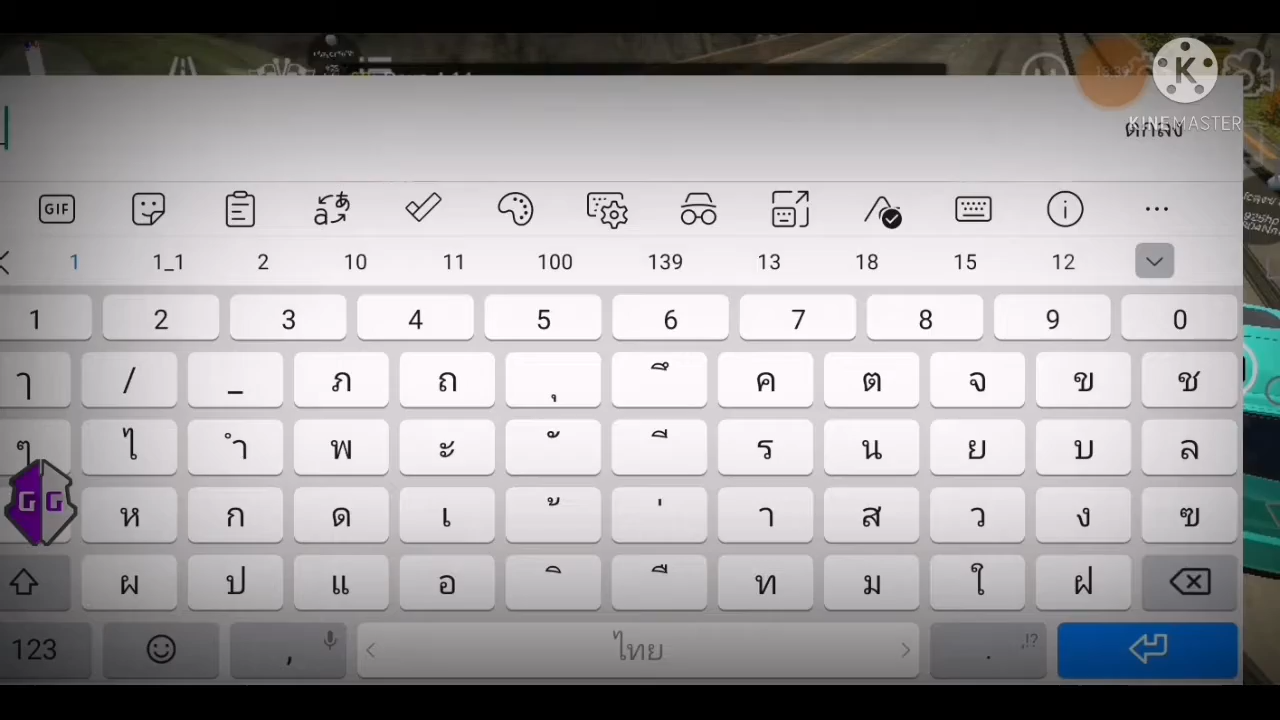 KINEMASTER
ตกลง
GIF
1 1_1 2 10 11 100 139 13 18 15 12
1 2 3 4 5 6 7 8 9 0
ๅ / _ ภ ถ ุ ึ ค ต จ ข ช
ๆ ไ ำ พ ะ ั ี ร น ย บ ล
GG ห ก ด เ ้ ่ า ส ว ง ฃ
ผ ป แ อ ิ ื ท ม ใ ฝ
123 , ไทย . ,!?